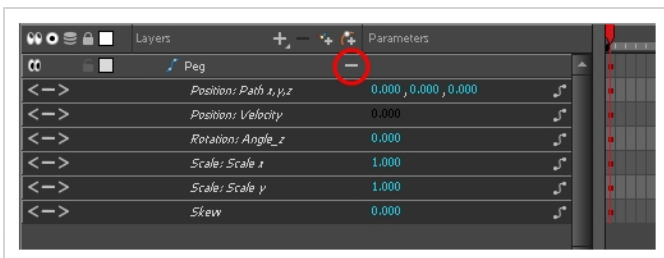 Layers Parameters
Peg
Position: Path x,y,z 0.000 , 0.000 , 0.000
Position: Velocity 0.000
Rotation: Angle_z 0.000
Scale: Scale x 1.000
Scale: Scale y 1.000
Skew 0.000